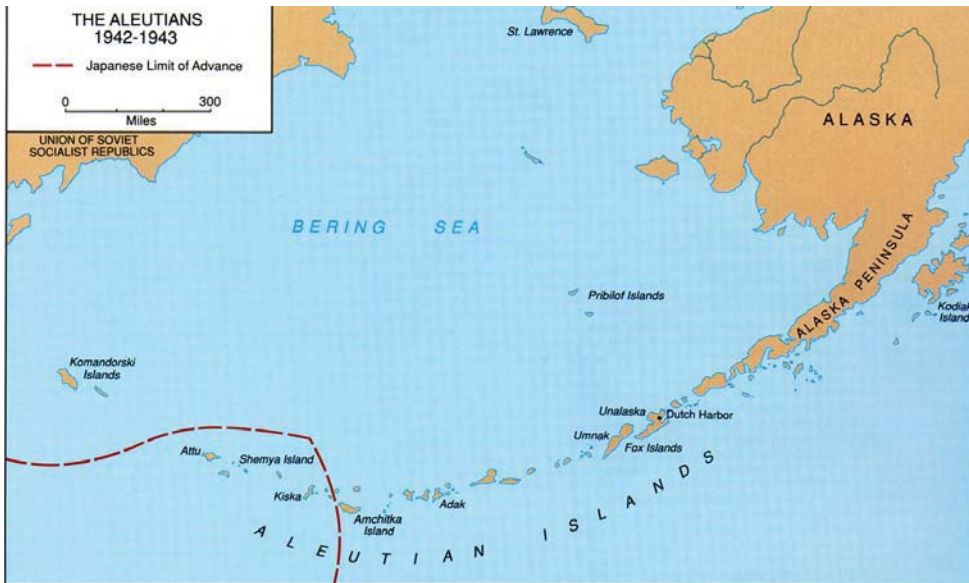 THE ALEUTIANS
1942-1943
Japanese Limit of Advance
0 300
Miles
UNION OF SOVIET
SOCIALIST REPUBLICS
St. Lawrence
ALASKA
BERING SEA
ALASKA PENINSULA
Pribilof Islands
Kodiak
Island
Komandorski
Islands
Unalaska
Dutch Harbor
Umnak
Fox Islands
Attu
Shemya Island
Kiska
Adak
Amchitka
Island
ALEUTIAN ISLANDS